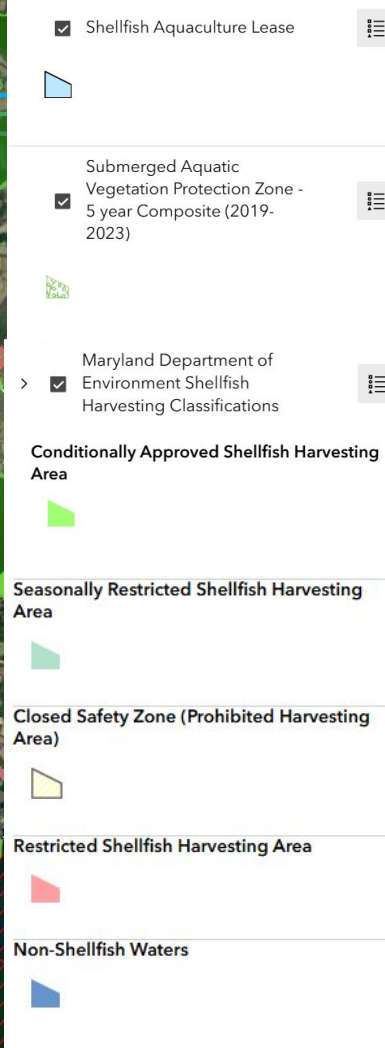 Shellfish Aquaculture Lease
Submerged Aquatic
Vegetation Protection Zone -
5 year Composite (2019-
2023)
Maryland Department of
Environment Shellfish
Harvesting Classifications
Conditionally Approved Shellfish Harvesting
Area
Seasonally Restricted Shellfish Harvesting
Area
Closed Safety Zone (Prohibited Harvesting
Area)
Restricted Shellfish Harvesting Area
Non-Shellfish Waters